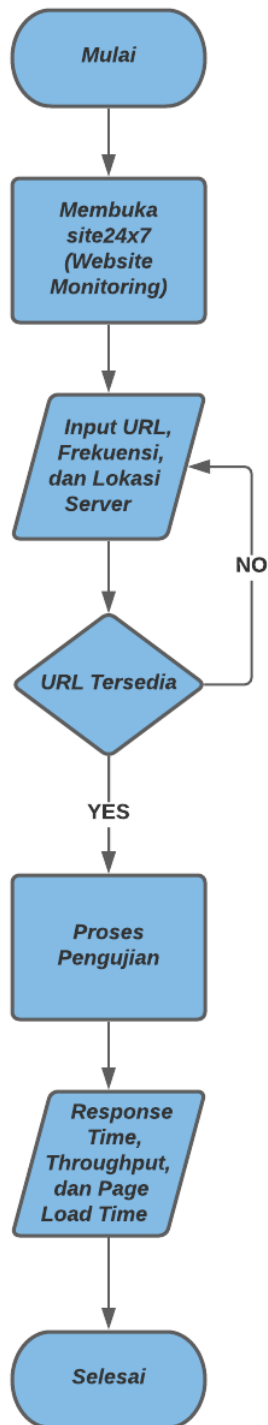 Mulai
Membuka
site24x7
(Website
Monitoring)
Input URL,
Frekuensi,
dan Lokasi
Server
NO
URL Tersedia
YES
Proses
Pengujian
Response
Time,
Throughput,
dan Page
Load Time
Selesai